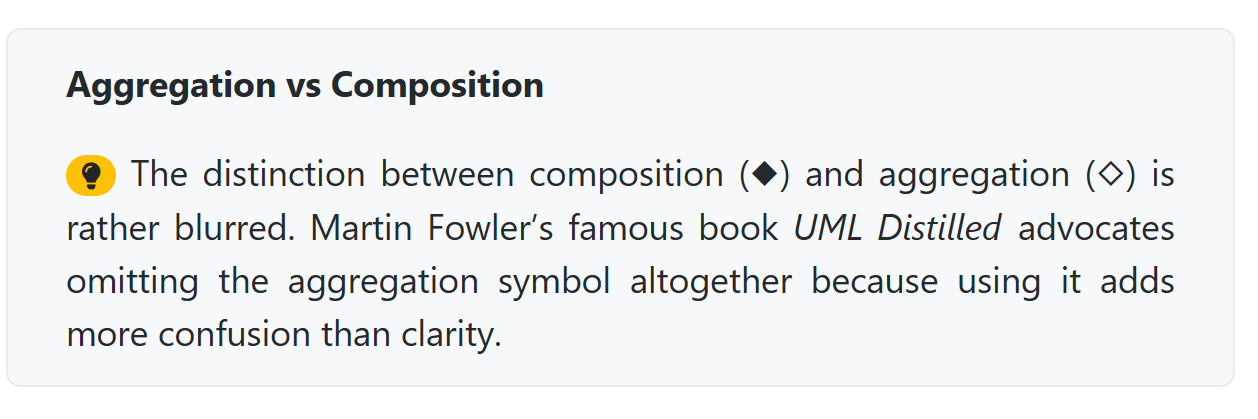 Aggregation vs Composition
The distinction between composition (◆) and aggregation (◇) is
rather blurred. Martin Fowler’s famous book UML Distilled advocates
omitting the aggregation symbol altogether because using it adds
more confusion than clarity.